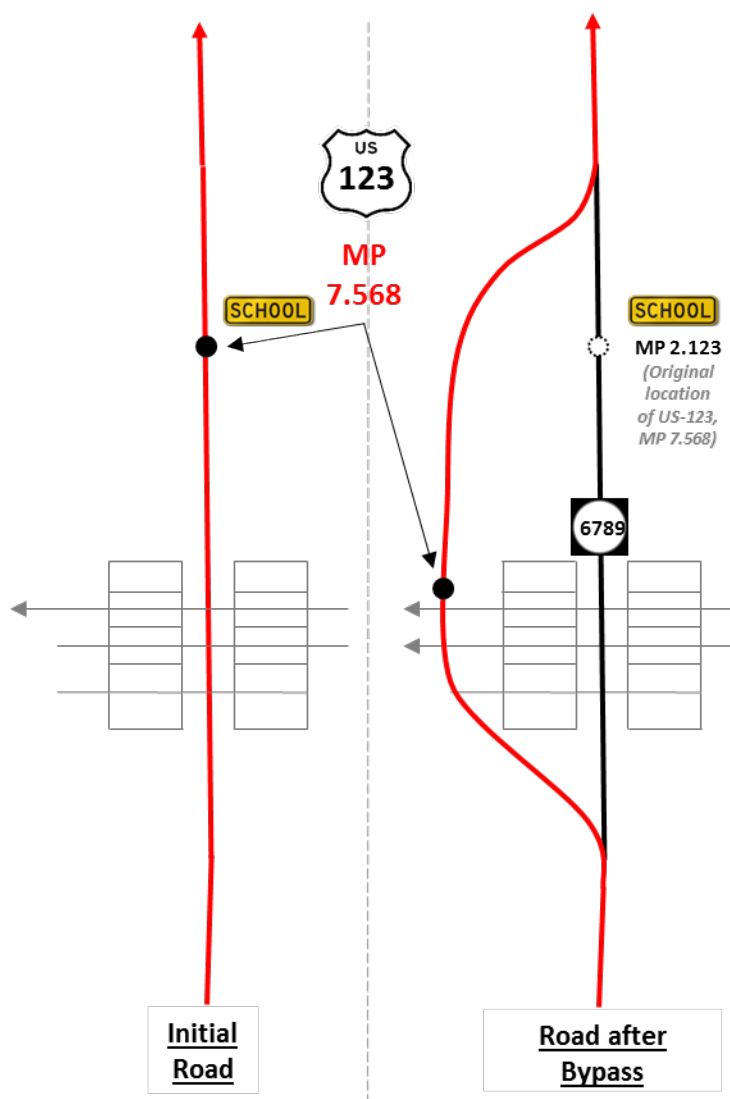 US
123
MP
7.568
SCHOOL
SCHOOL
MP 2.123
(Original
location
of US-123,
MP 7.568)
6789
Initial
Road
Road after
Bypass